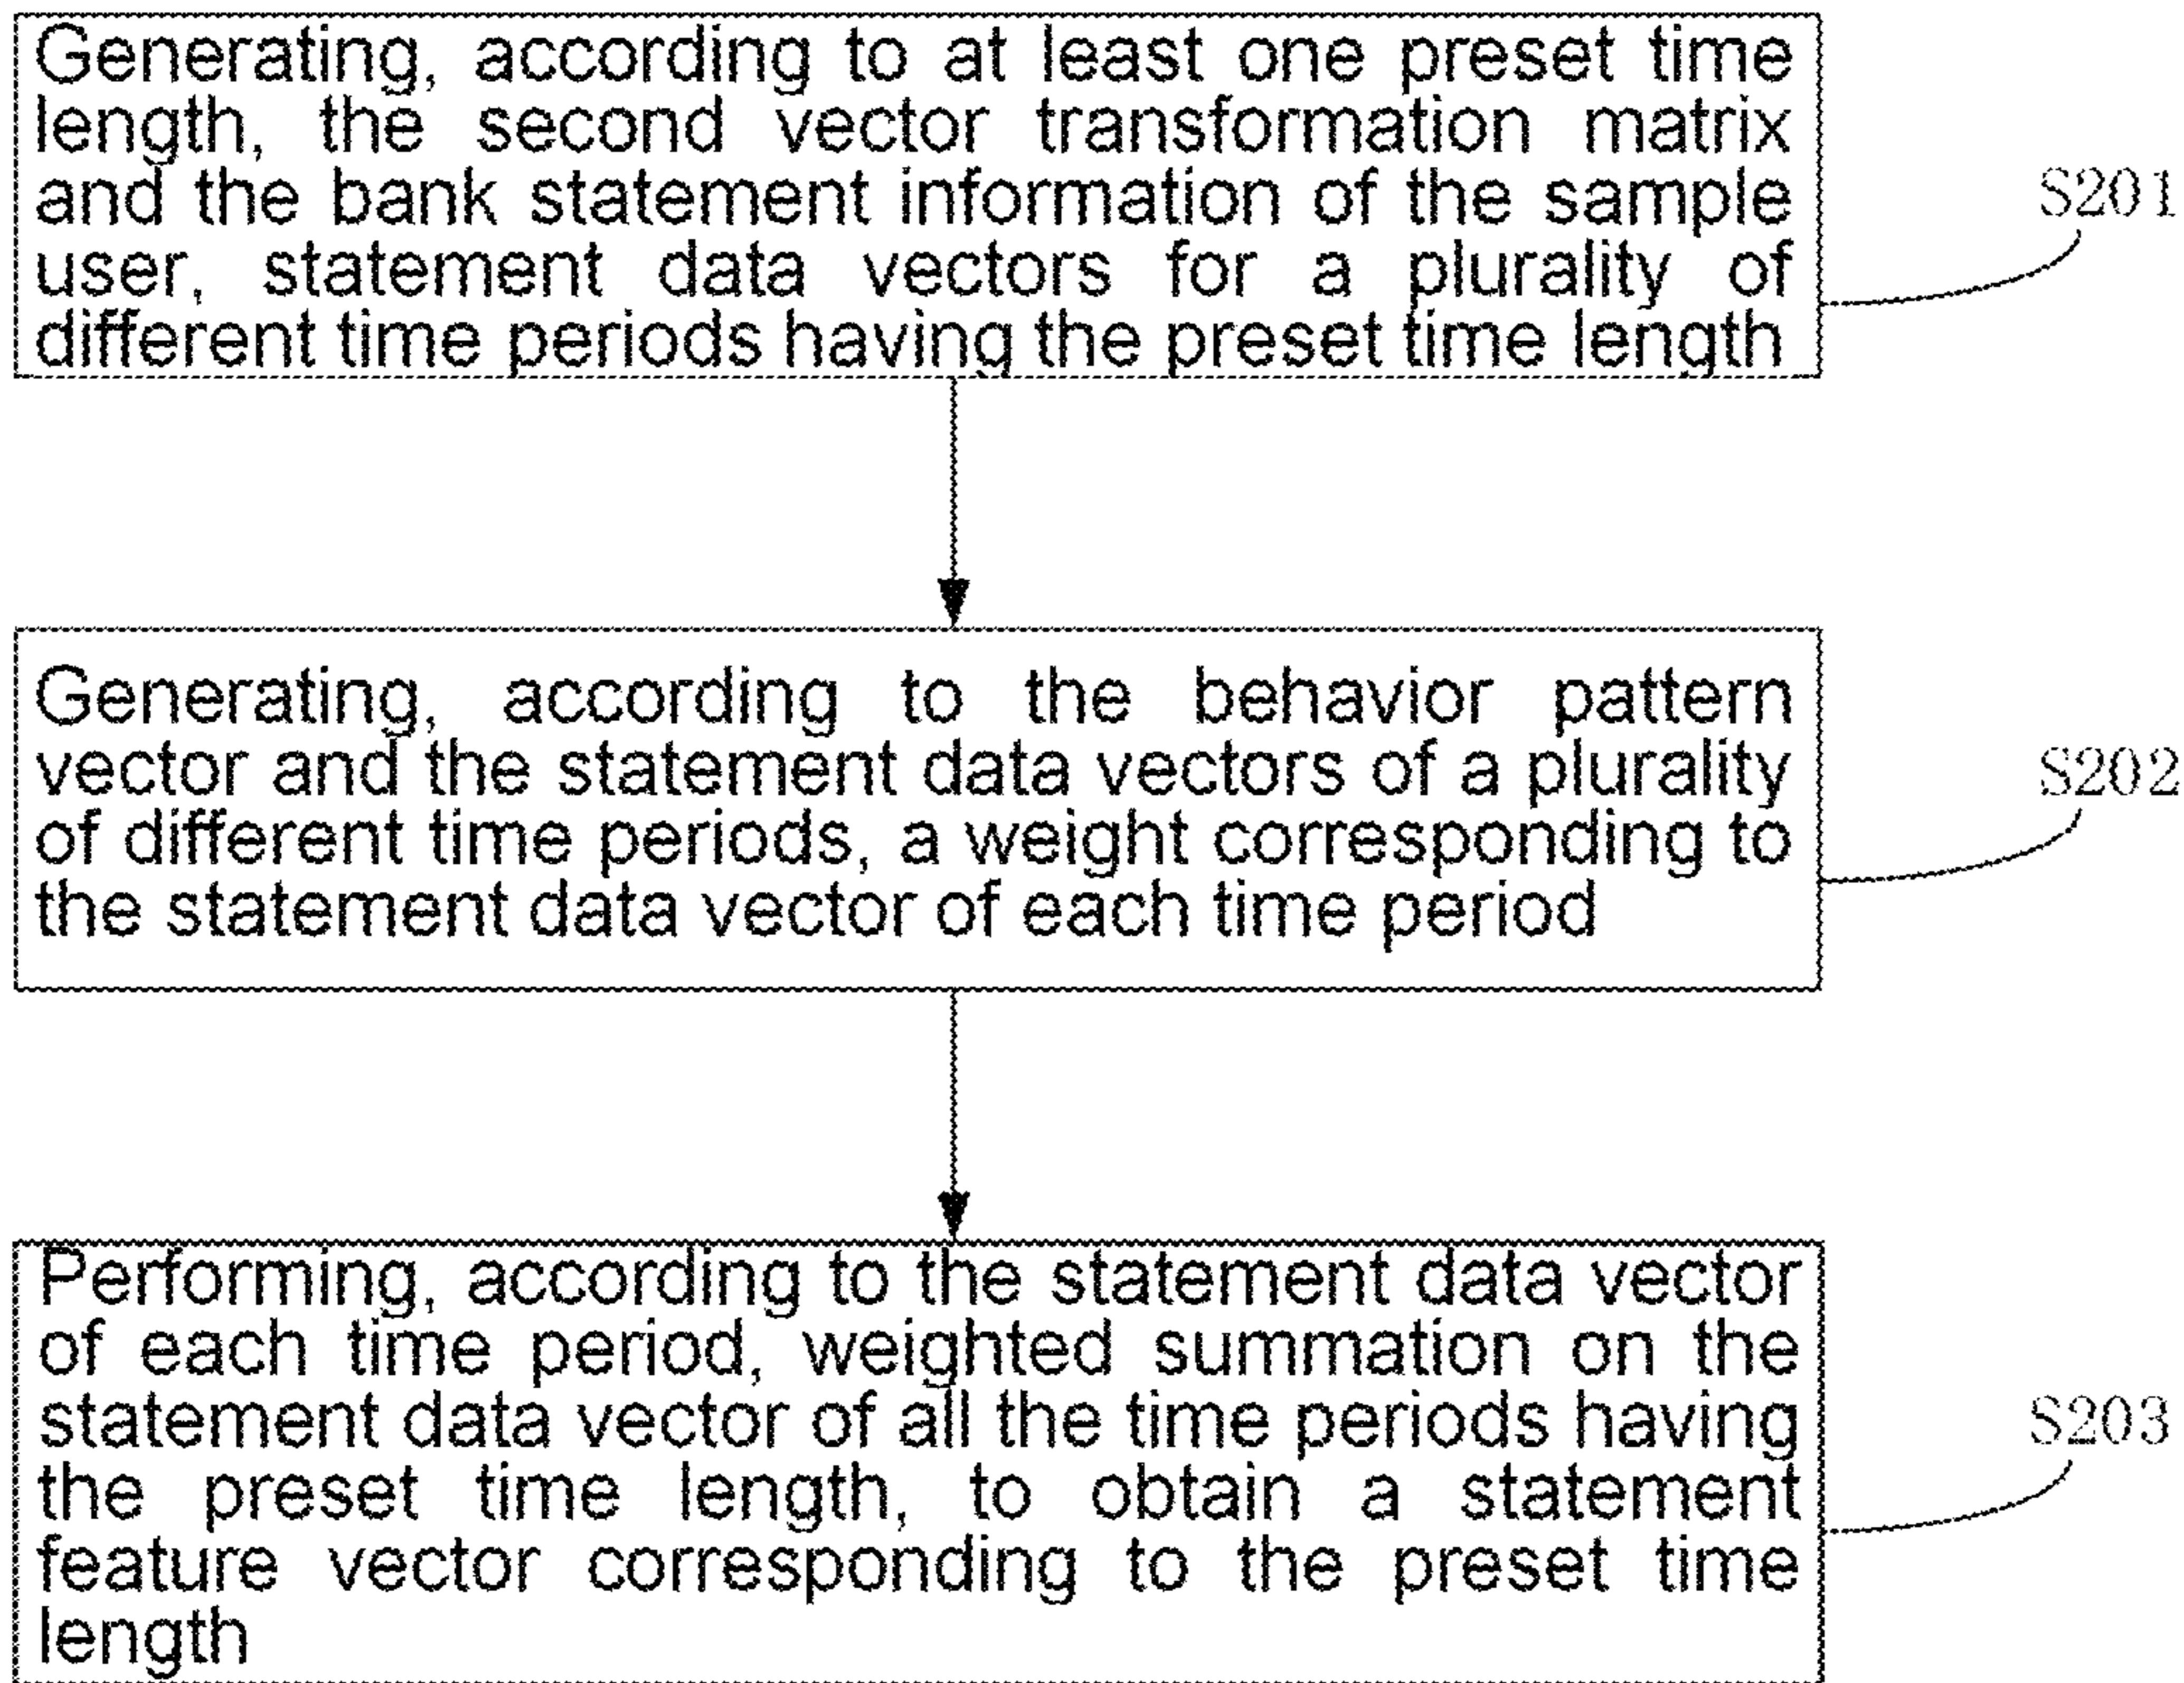 Generating, according to at least one preset time
length, the second vector transformation matrix
and the bank statement information of the sample
user, statement data vectors for a plurality of
different time periods having the preset time length
S201
Generating, according to the behavior pattern
vector and the statement data vectors of a plurality
of different time periods, a weight corresponding to
the statement data vector of each time period
S202
Performing, according to the statement data vector
of each time period, weighted summation on the
statement data vector of all the time periods having
the preset time length, to obtain a statement
feature vector corresponding to the preset time
length
S203